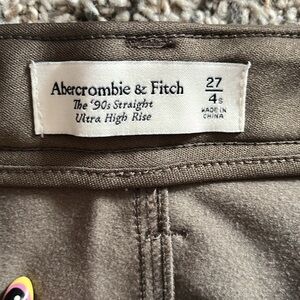 Abercrombie & Fitch
The '90s Straight
Ultra High Rise
27
4s
MADE IN
CHINA